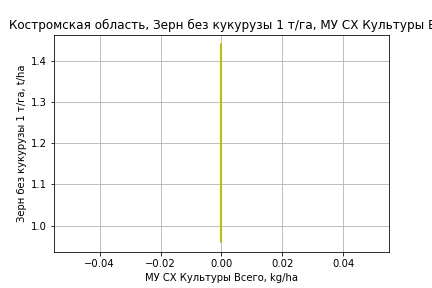 Костромская область, Зерн без кукурузы 1 т/га, МУ СХ Культуры В
1.4
1.3
1.2
1.1
1.0
Зерн без кукурузы 1 т/га, t/ha
−0.04 −0.02 0.00 0.02 0.04
МУ СХ Культуры Всего, kg/ha